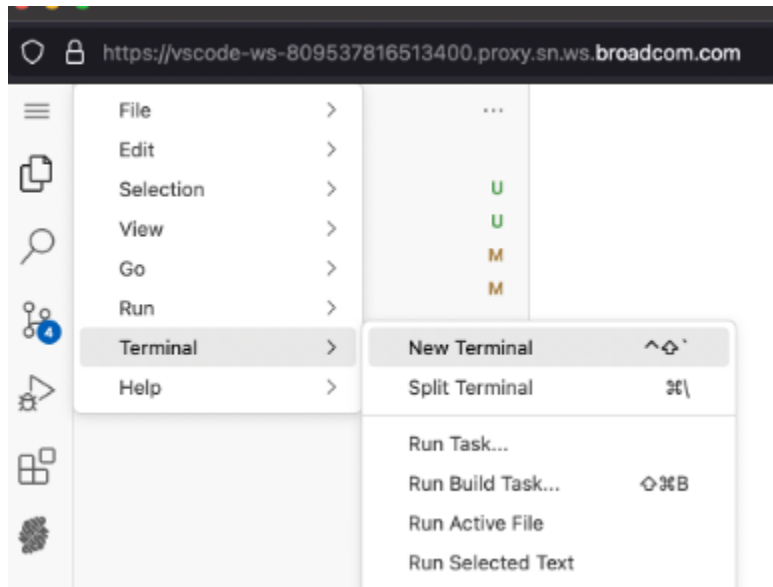 https://vscode-ws-809537816513400.proxy.sn.ws.broadcom.com
File >
...
Edit >
Selection >
U
View >
U
Go >
M
Run >
M
4
Terminal >
New Terminal ^⇧`
Help >
Split Terminal ⌘\
Run Task...
Run Build Task... ⇧⌘B
Run Active File
Run Selected Text